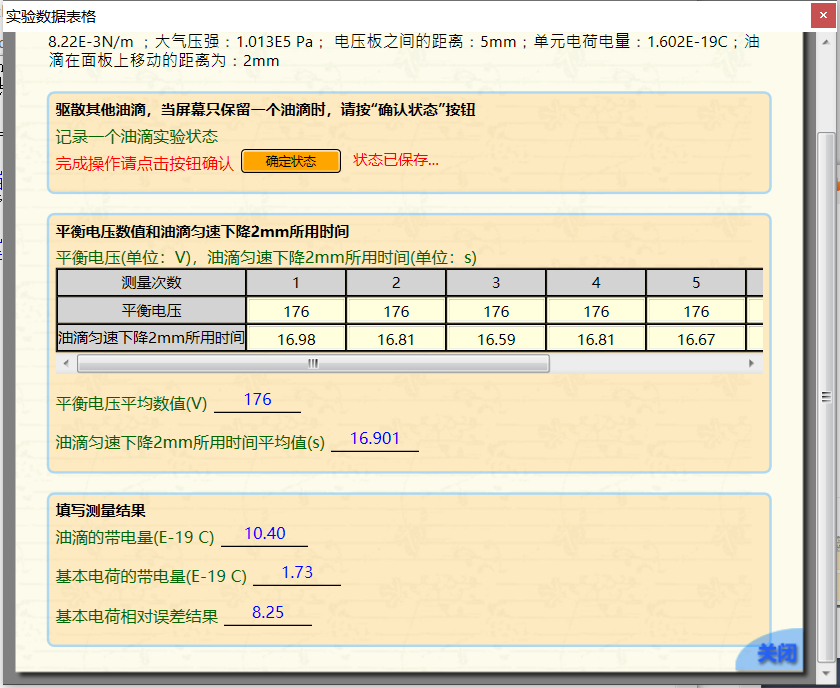 实验数据表格
8.22E-3N/m ；大气压强：1.013E5 Pa； 电压板之间的距离：5mm；单元电荷电量：1.602E-19C；油
滴在面板上移动的距离为：2mm
驱散其他油滴，当屏幕只保留一个油滴时，请按“确认状态”按钮
记录一个油滴实验状态
完成操作请点击按钮确认 确定状态 状态已保存...
平衡电压数值和油滴匀速下降2mm所用时间
平衡电压(单位：V)，油滴匀速下降2mm所用时间(单位：s)
测量次数 1 2 3 4 5
平衡电压 176 176 176 176 176
油滴匀速下降2mm所用时间 16.98 16.81 16.59 16.81 16.67
平衡电压平均数值(V) 176
油滴匀速下降2mm所用时间平均值(s) 16.901
填写测量结果
油滴的带电量(E-19 C) 10.40
基本电荷的带电量(E-19 C) 1.73
基本电荷相对误差结果 8.25
关闭